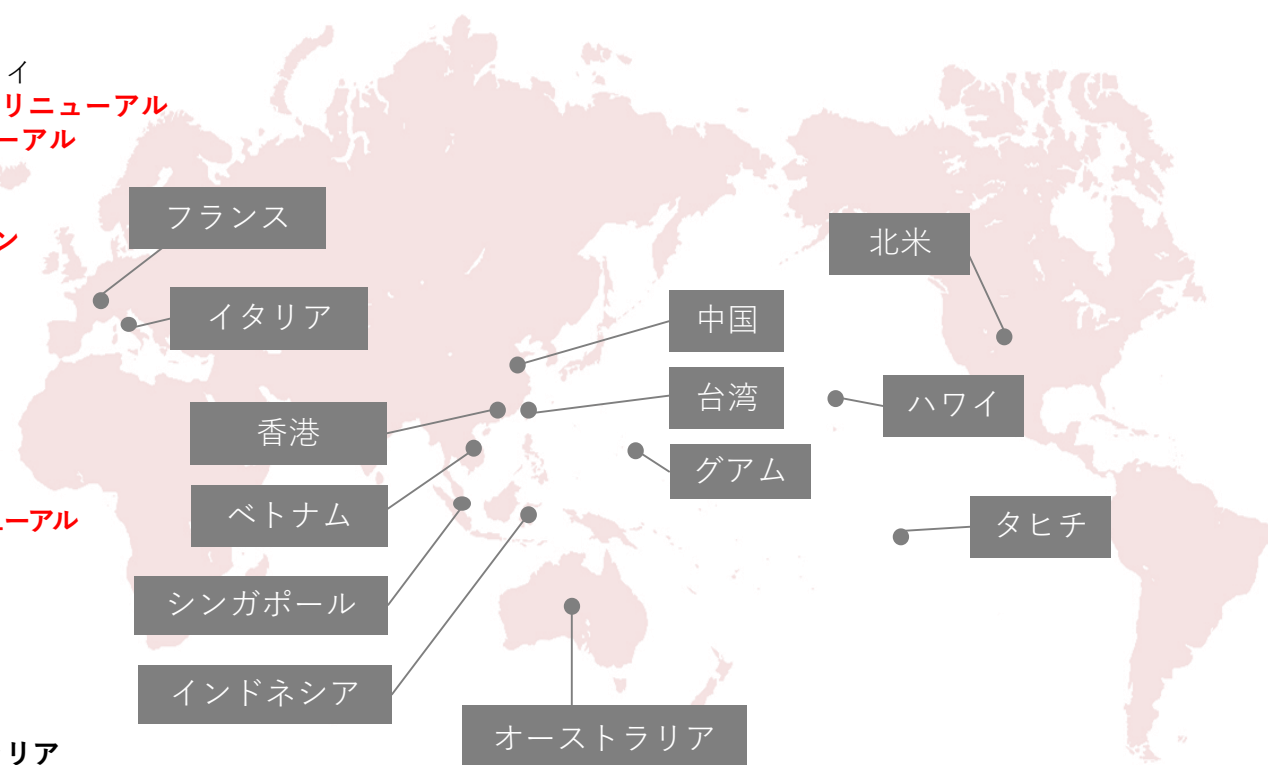 イ
リニューアル
ーアル
フランス
北米
ン
イタリア
中国
台湾
ハワイ
香港
グアム
ベトナム
ューアル
タヒチ
シンガポール
インドネシア
オーストラリア
リア